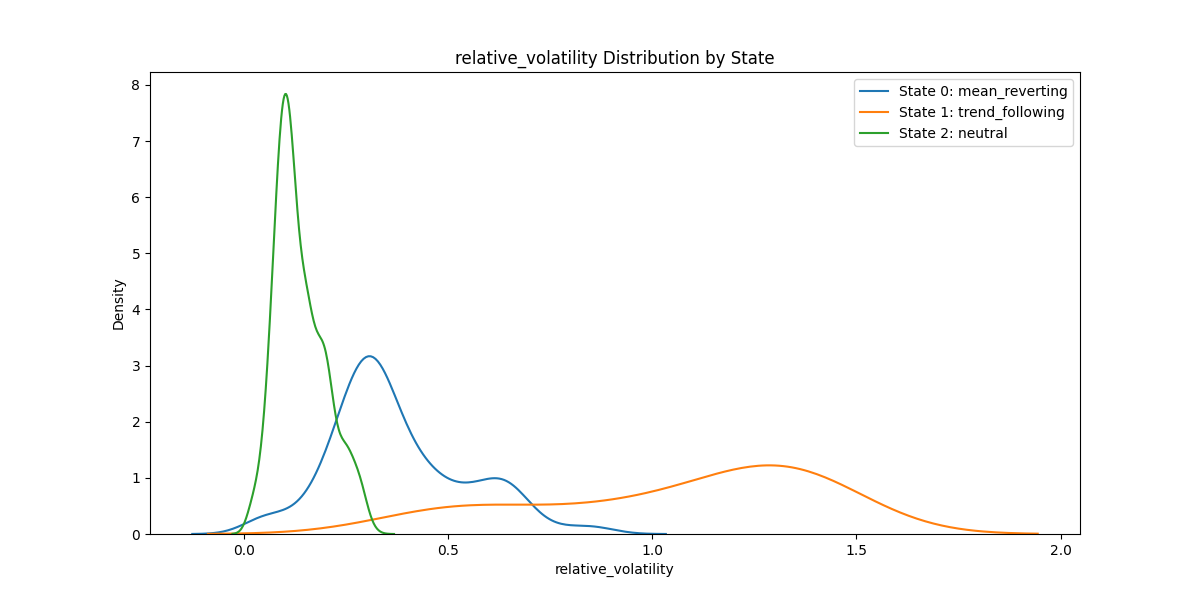 relative_volatility Distribution by State
State 0: mean_reverting
State 1: trend_following
State 2: neutral
Density
8
7
6
5
4
3
2
1
0
0.0 0.5 1.0 1.5 2.0
relative_volatility